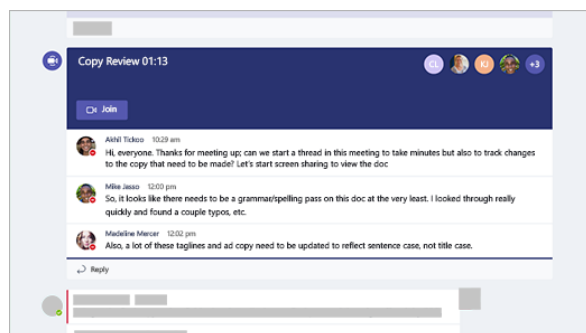 Copy Review 01:13
CL
KJ
+3
Join
Akhil Tickoo 10:29 am
Hi, everyone. Thanks for meeting up; can we start a thread in this meeting to take minutes but also to track changes
to the copy that need to be made? Let's start screen sharing to view the doc
Mike Jasso 12:00 pm
So, it looks like there needs to be a grammar/spelling pass on this doc at the very least. I looked through really
quickly and found a couple typos, etc.
Madeline Mercer 12:02 pm
Also, a lot of these taglines and ad copy need to be updated to reflect sentence case, not title case.
Reply